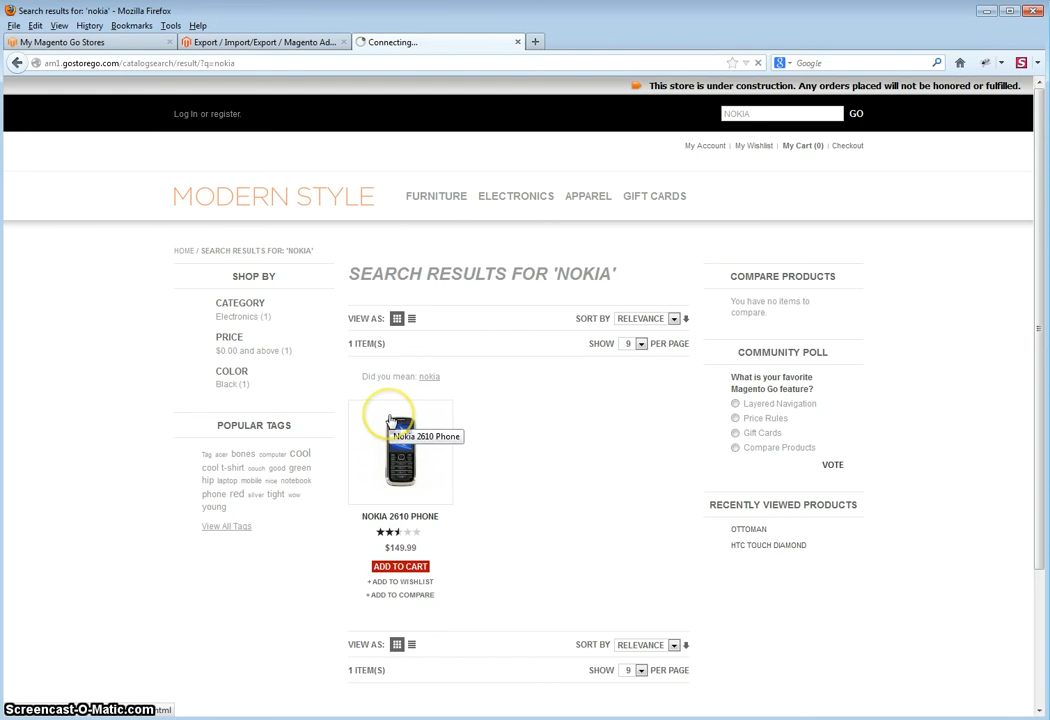 Search results for: 'nokia' - Mozilla Firefox
File Edit View History Bookmarks Tools Help
My Magento Go Stores × Export / Import/Export / Magento Ad... × Connecting... × +
am1.gostorego.com/catalogsearch/result/?q=nokia
Google
This store is under construction. Any orders placed will not be honored or fulfilled.
Log In or register.
NOKIA GO
My Account | My Wishlist | My Cart (0) | Checkout
MODERN STYLE FURNITURE ELECTRONICS APPAREL GIFT CARDS
HOME / SEARCH RESULTS FOR: 'NOKIA'
SHOP BY
CATEGORY
Electronics (1)
PRICE
$0.00 and above (1)
COLOR
Black (1)
POPULAR TAGS
Tag acer bones computer cool
cool t-shirt couch good green
hip laptop mobile nice notebook
phone red silver tight wow
young
View All Tags
SEARCH RESULTS FOR 'NOKIA'
VIEW AS: SORT BY RELEVANCE
1 ITEM(S) SHOW 9 PER PAGE
Did you mean: nokia
Nokia 2610 Phone
NOKIA 2610 PHONE
$149.99
ADD TO CART
+ ADD TO WISHLIST
+ ADD TO COMPARE
VIEW AS: SORT BY RELEVANCE
1 ITEM(S) SHOW 9 PER PAGE
COMPARE PRODUCTS
You have no items to
compare.
COMMUNITY POLL
What is your favorite
Magento Go feature?
Layered Navigation
Price Rules
Gift Cards
Compare Products
VOTE
RECENTLY VIEWED PRODUCTS
OTTOMAN
HTC TOUCH DIAMOND
Screencast-O-Matic.com